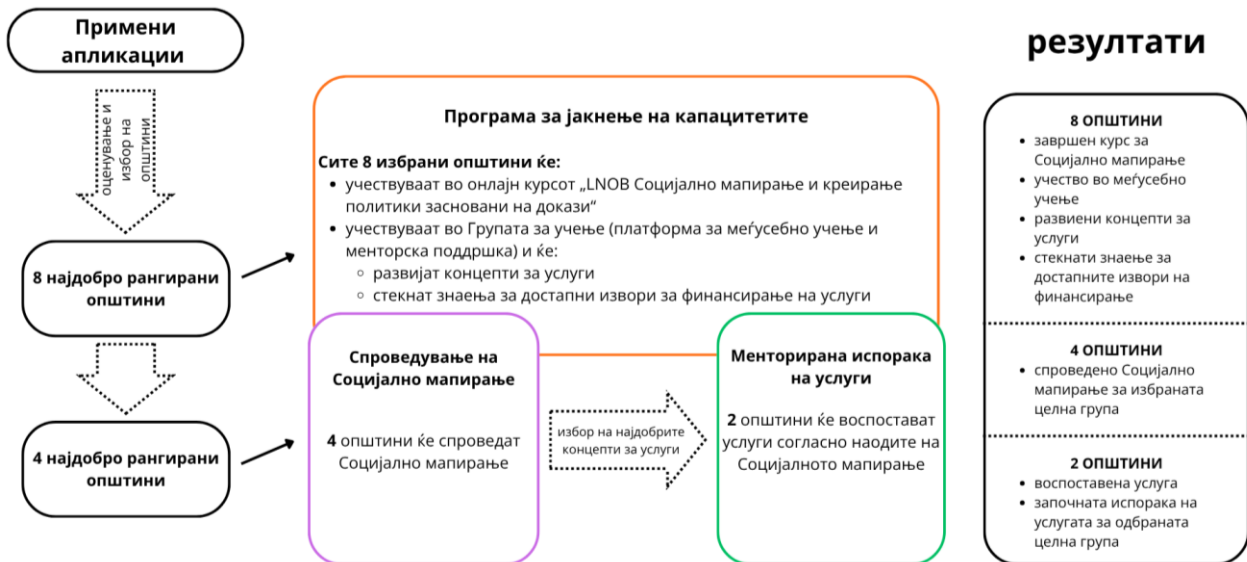 Примени
апликации
оценување и
избор на
општини
8 најдобро рангирани
општини
4 најдобро рангирани
општини
Програма за јакнење на капацитетите
Сите 8 избрани општини ќе:
• учествуваат во онлајн курсот „LNOB Социјално мапирање и креирање
политики засновани на докази“
• учествуваат во Групата за учење (платформа за меѓусебно учење и
менторска поддршка) и ќе:
◦ развијат концепти за услуги
◦ стекнат знаења за достапни извори за финансирање на услуги
Спроведување на
Социјално мапирање
4 општини ќе спроведат
Социјално мапирање
избор на најдобрите
концепти за услуги
Менторирана испорака
на услуги
2 општини ќе воспостават
услуги согласно наодите на
Социјалното мапирање
резултати
8 ОПШТИНИ
• завршен курс за
Социјално мапирање
• учество во меѓусебно
учење
• развиени концепти за
услуги
• стекнати знаење за
достапните извори на
финансирање
4 ОПШТИНИ
• спроведено Социјално
мапирање за избраната
целна група
2 ОПШТИНИ
• воспоставена услуга
• започната испорака на
услугата за одбраната
целна група